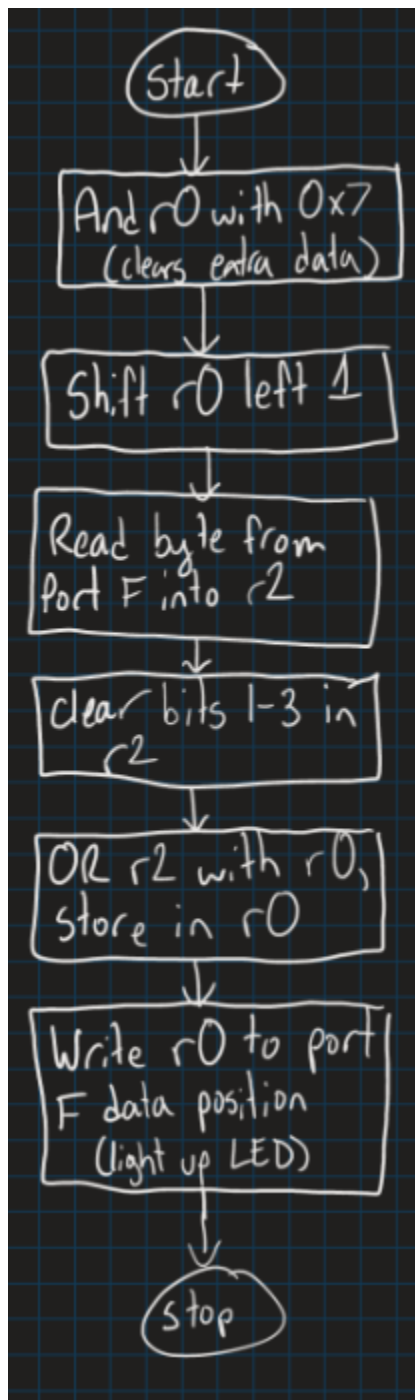 Start
And r0 with 0x7
(clears extra data)
Shift r0 left 1
Read byte from
Port F into r2
clear bits 1-3 in
r2
OR r2 with r0,
store in r0
Write r0 to port
F data position
(light up LED)
stop